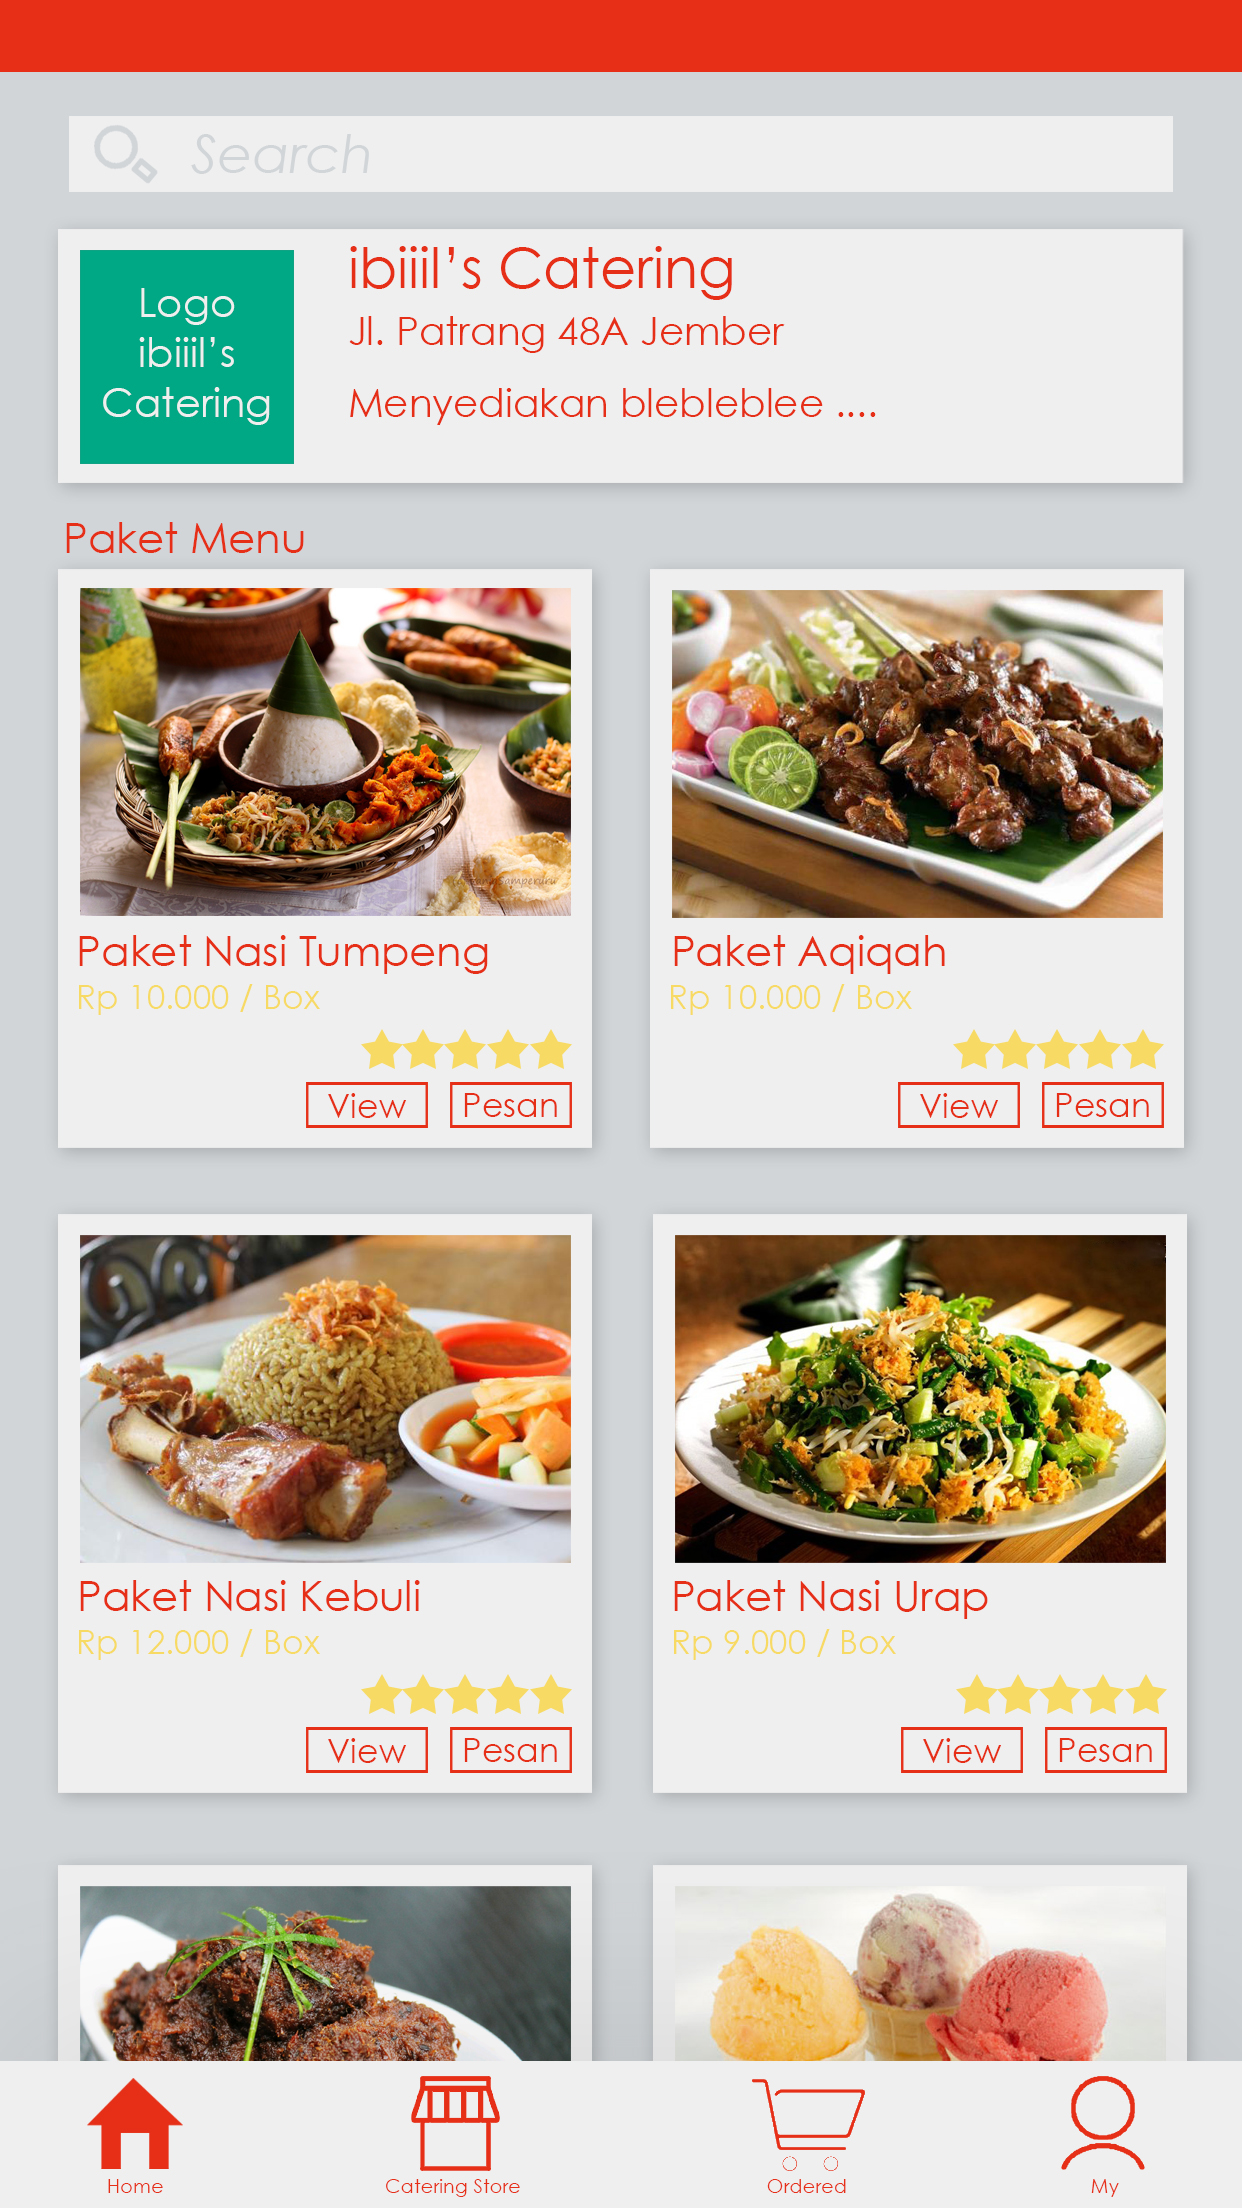 Search
Logo
ibiiil's
Catering
ibiiil's Catering
Jl. Patrang 48A Jember
Menyediakan blebleblee ....
Paket Menu
Paket Nasi Tumpeng
Rp 10.000 / Box
View
Pesan
Paket Aqiqah
Rp 10.000 / Box
View
Pesan
Paket Nasi Kebuli
Rp 12.000 / Box
View
Pesan
Paket Nasi Urap
Rp 9.000 / Box
View
Pesan
Home
Catering Store
Ordered
My